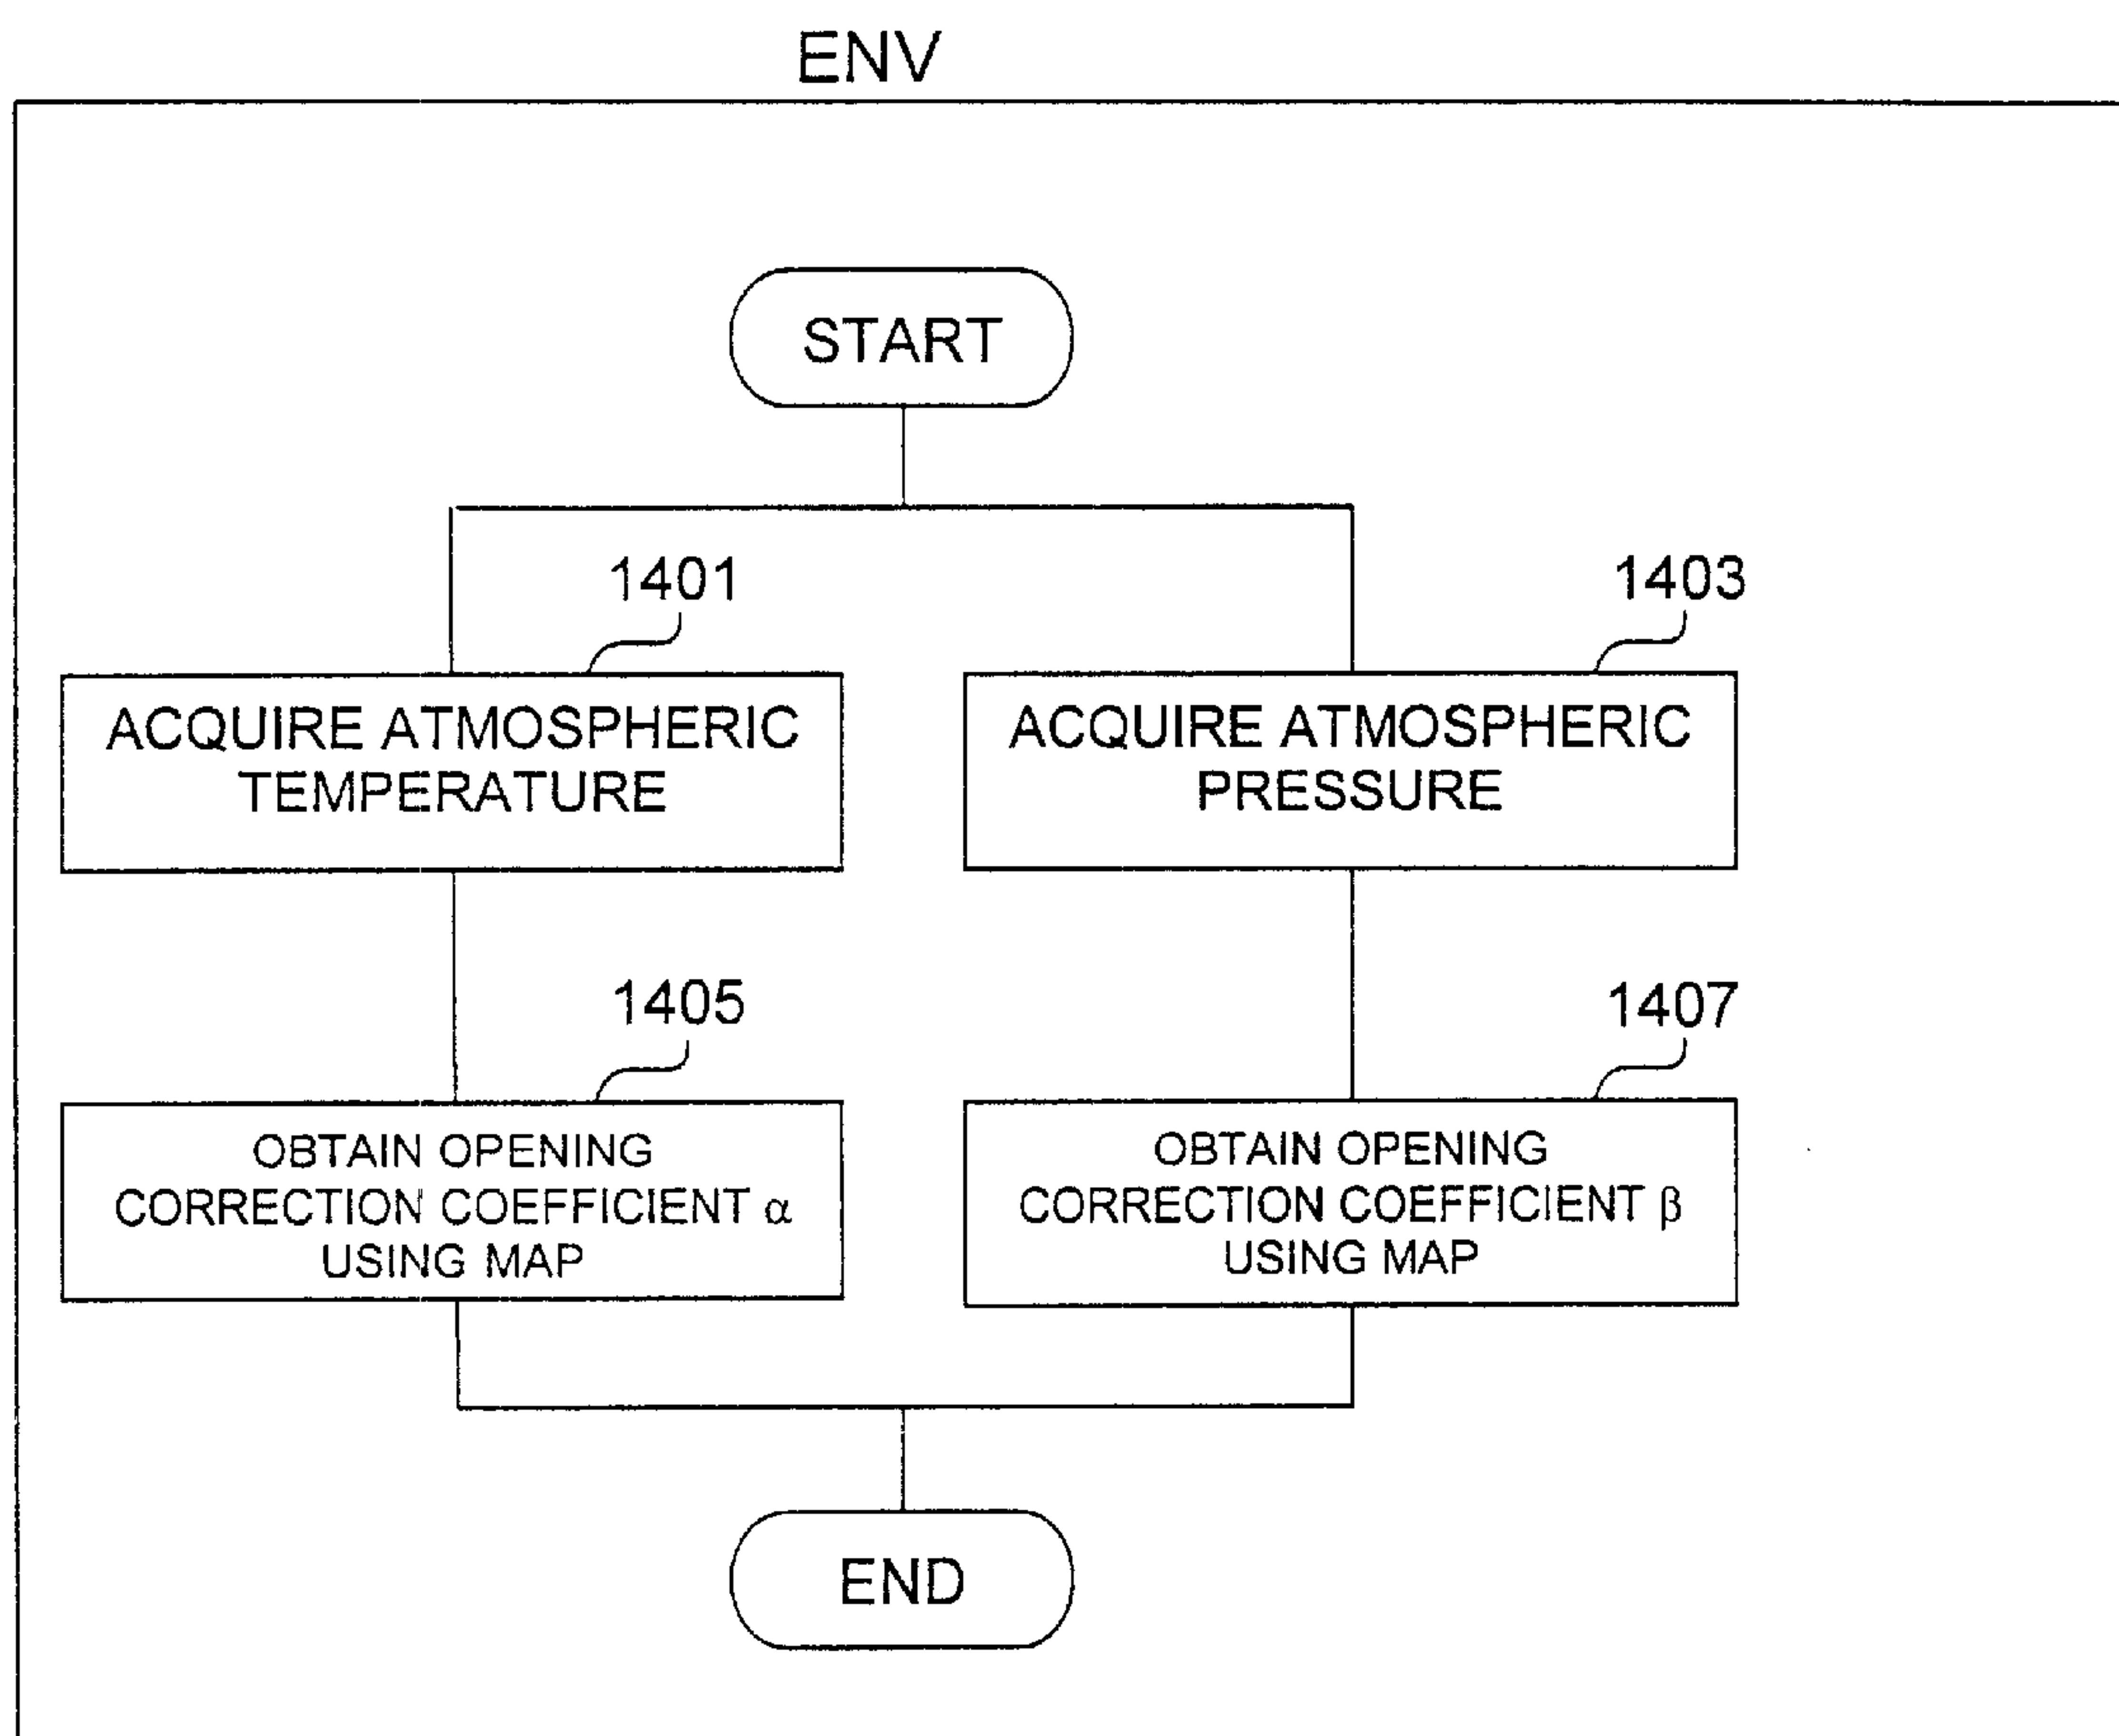 ENV
START
1401
1403
ACQUIRE ATMOSPHERIC
TEMPERATURE
ACQUIRE ATMOSPHERIC
PRESSURE
1405
1407
OBTAIN OPENING
CORRECTION COEFFICIENT α
USING MAP
OBTAIN OPENING
CORRECTION COEFFICIENT β
USING MAP
END